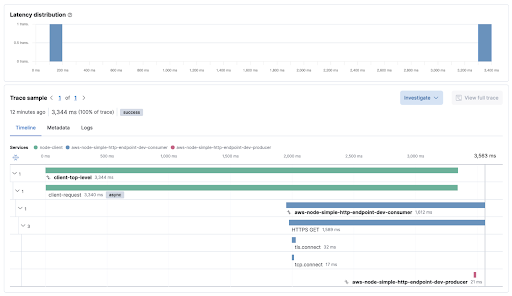 Latency distribution
1 trans.
0.5 trans.
0 trans.
0 ms 200 ms 400 ms 600 ms 800 ms 1,000 ms 1,200 ms 1,400 ms 1,600 ms 1,800 ms 2,000 ms 2,200 ms 2,400 ms 2,600 ms 2,800 ms 3,000 ms 3,200 ms 3,400 ms
Trace sample 1 of 1
Investigate
View full trace
12 minutes ago 3,344 ms (100% of trace) success
Timeline Metadata Logs
Services node-client aws-node-simple-http-endpoint-dev-consumer aws-node-simple-http-endpoint-dev-producer
0 ms 500 ms 1,000 ms 1,500 ms 2,000 ms 2,500 ms 3,000 ms 3,563 ms
1 client-top-level 3,344 ms
1 client-request 3,340 ms async
1 aws-node-simple-http-endpoint-dev-consumer 1,612 ms
3 HTTPS GET
tls.connect 32 ms
tcp.connect 17 ms
aws-node-simple-http-endpoint-dev-producer 21 ms